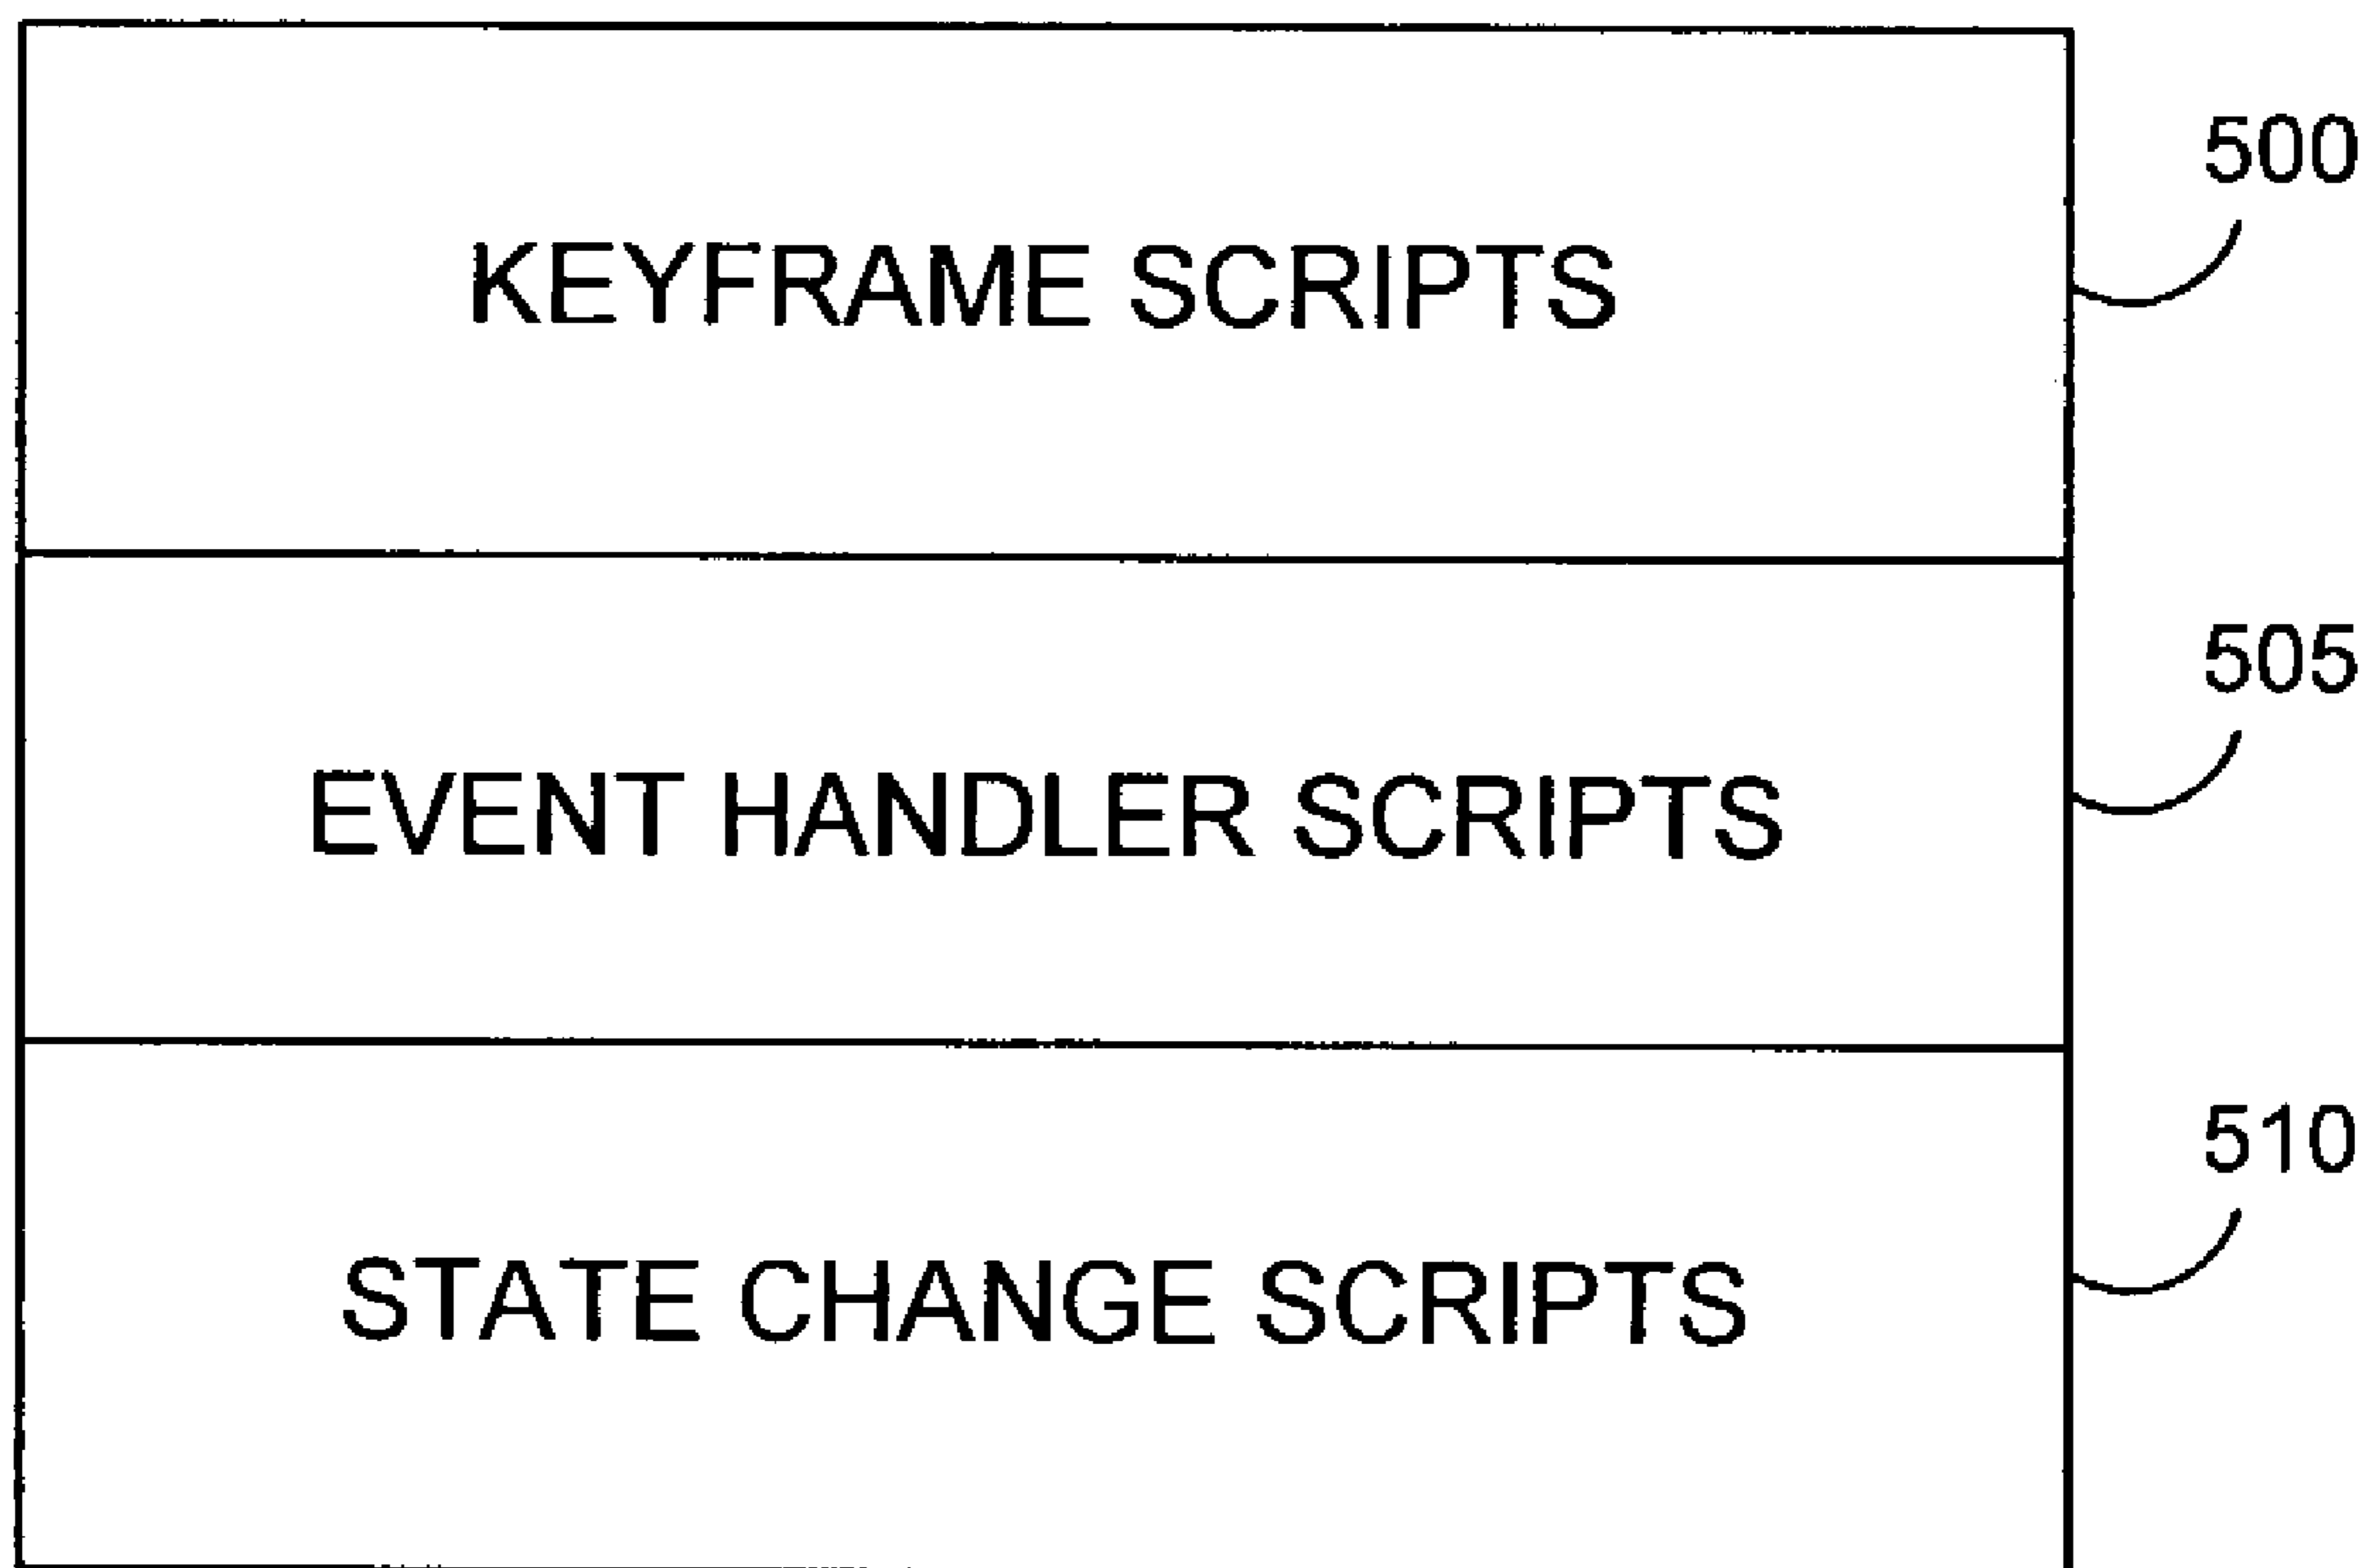 500
KEYFRAME SCRIPTS
505
EVENT HANDLER SCRIPTS
510
STATE CHANGE SCRIPTS